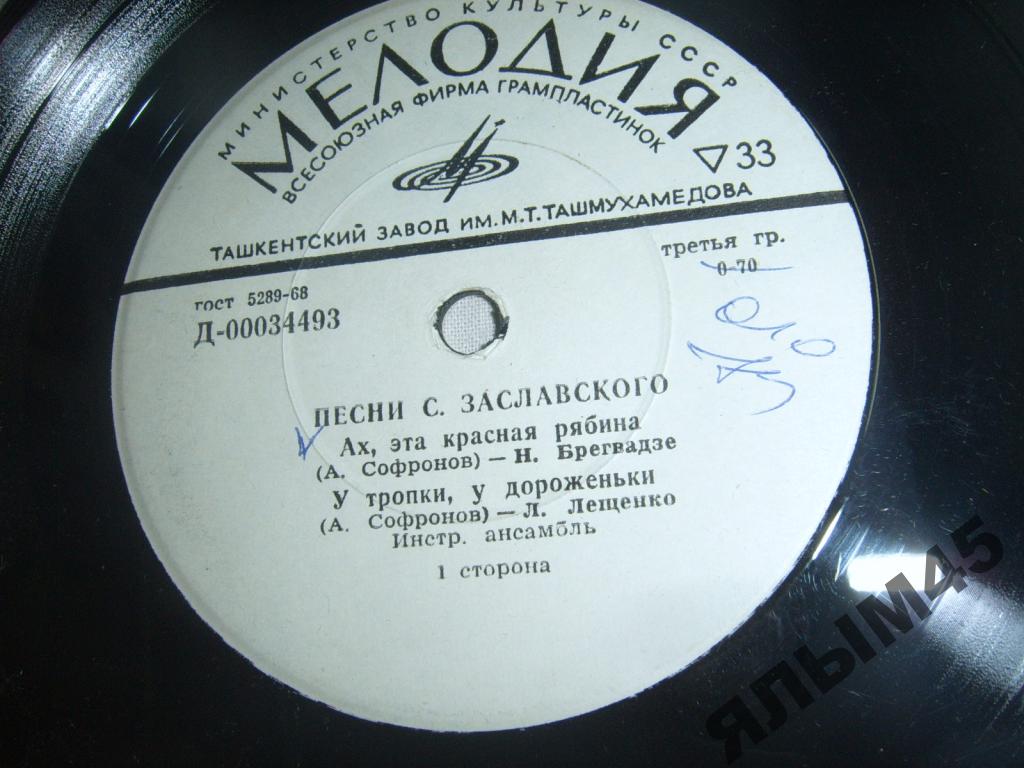 МИНИСТЕРСТВО КУЛЬТУРЫ СССР
МЕЛОДИЯ
ВСЕСОЮЗНАЯ ФИРМА ГРАМПЛАСТИНОК
33
ТАШКЕНТСКИЙ ЗАВОД ИМ. М. Т. ТАШМУХАМЕДОВА
третья гр.
0-70
гост 5289-68
Д-00034493
ПЕСНИ С. ЗАСЛАВСКОГО
Ах, эта красная рябина
(А. Софронов) — Н. Брегвадзе
У тропки, у дороженьки
(А. Софронов) — Л. Лещенко
Инстр. ансамбль
1 сторона
ЯЛЫМ45